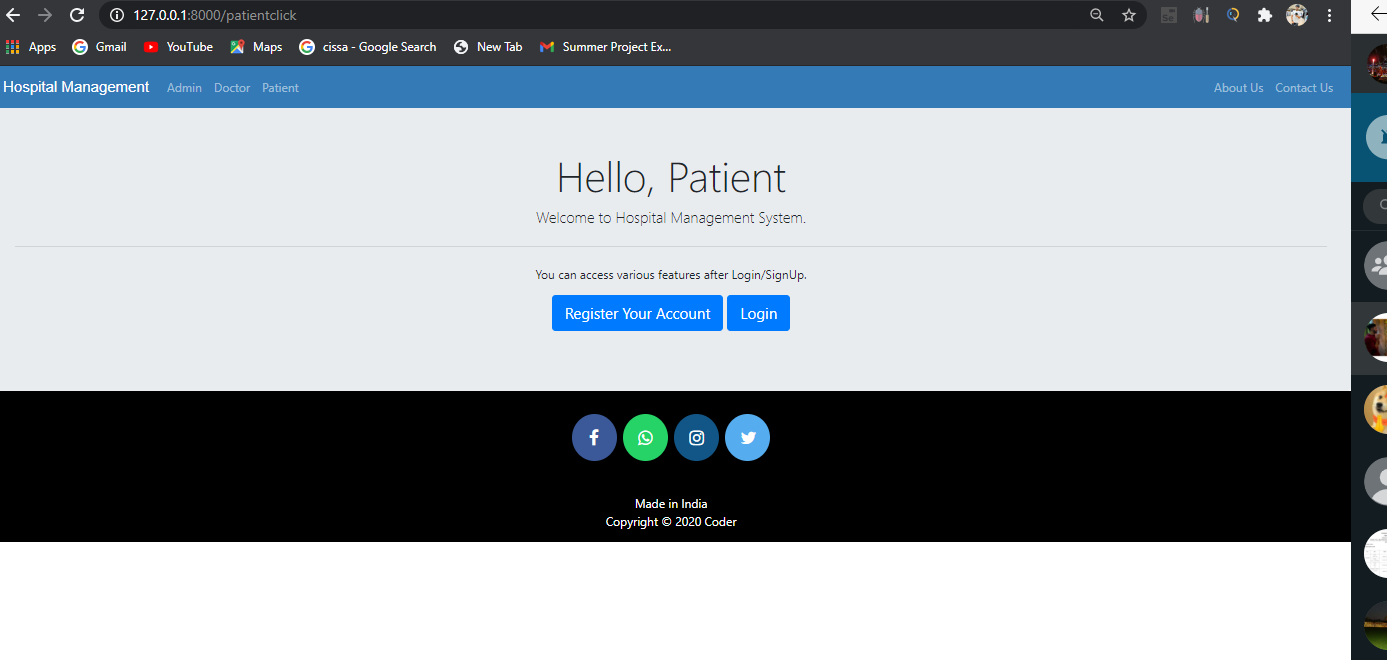 127.0.0.1:8000/patientclick
Apps Gmail YouTube Maps cissa - Google Search New Tab Summer Project Ex...
Hospital Management Admin Doctor Patient About Us Contact Us
Hello, Patient
Welcome to Hospital Management System.
You can access various features after Login/SignUp.
Register Your Account Login
Made in India
Copyright © 2020 Coder